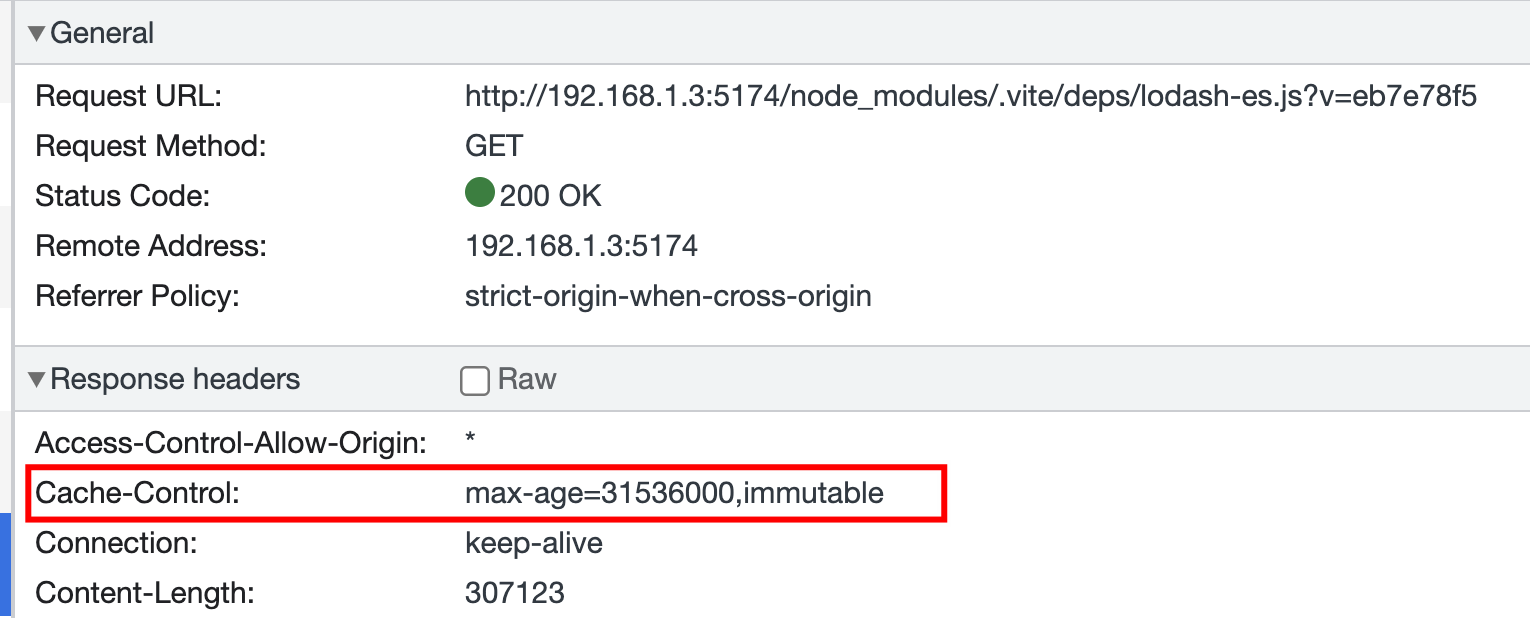 General
Request URL: http://192.168.1.3:5174/node_modules/.vite/deps/lodash-es.js?v=eb7e78f5
Request Method: GET
Status Code: 200 OK
Remote Address: 192.168.1.3:5174
Referrer Policy: strict-origin-when-cross-origin
Response headers Raw
Access-Control-Allow-Origin: *
Cache-Control: max-age=31536000,immutable
Connection: keep-alive
Content-Length: 307123